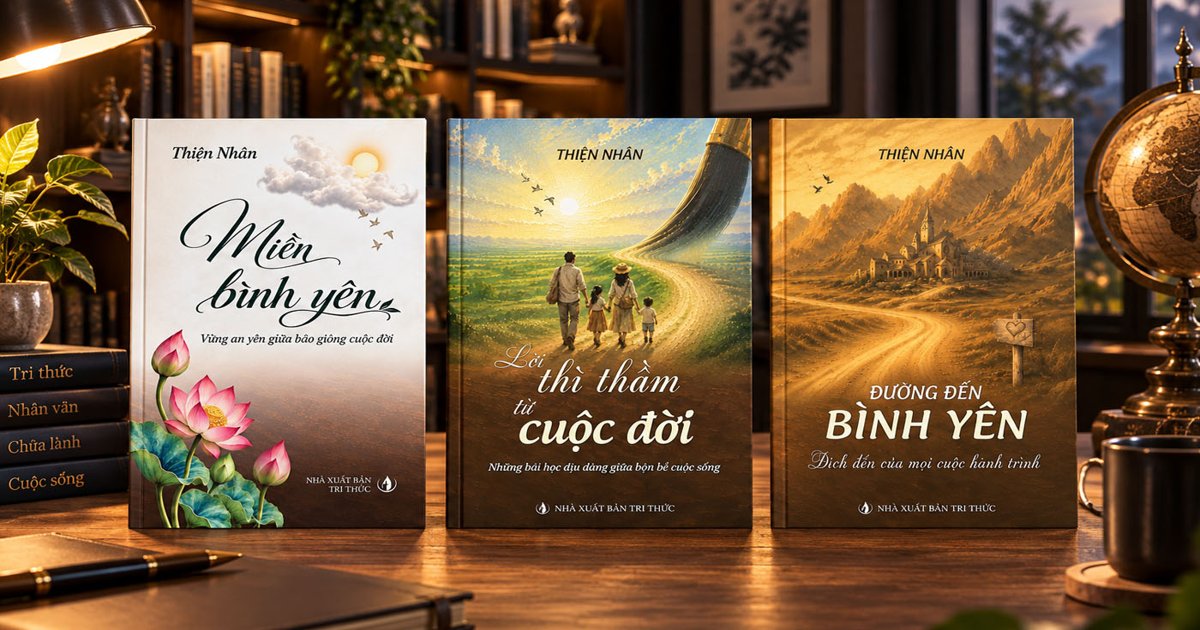 Thiện Nhân
Miền
bình yên
Vững an yên giữa bão giông cuộc đời
NHÀ XUẤT BẢN
TRI THỨC
THIỆN NHÂN
Lời
thì thầm
từ
cuộc đời
Những bài học dịu dàng giữa bộn bề cuộc sống
NHÀ XUẤT BẢN TRI THỨC
THIỆN NHÂN
ĐƯỜNG ĐẾN
BÌNH YÊN
Đích đến của mọi cuộc hành trình
NHÀ XUẤT BẢN TRI THỨC
Tri thức
Nhân văn
Chữa lành
Cuộc sống